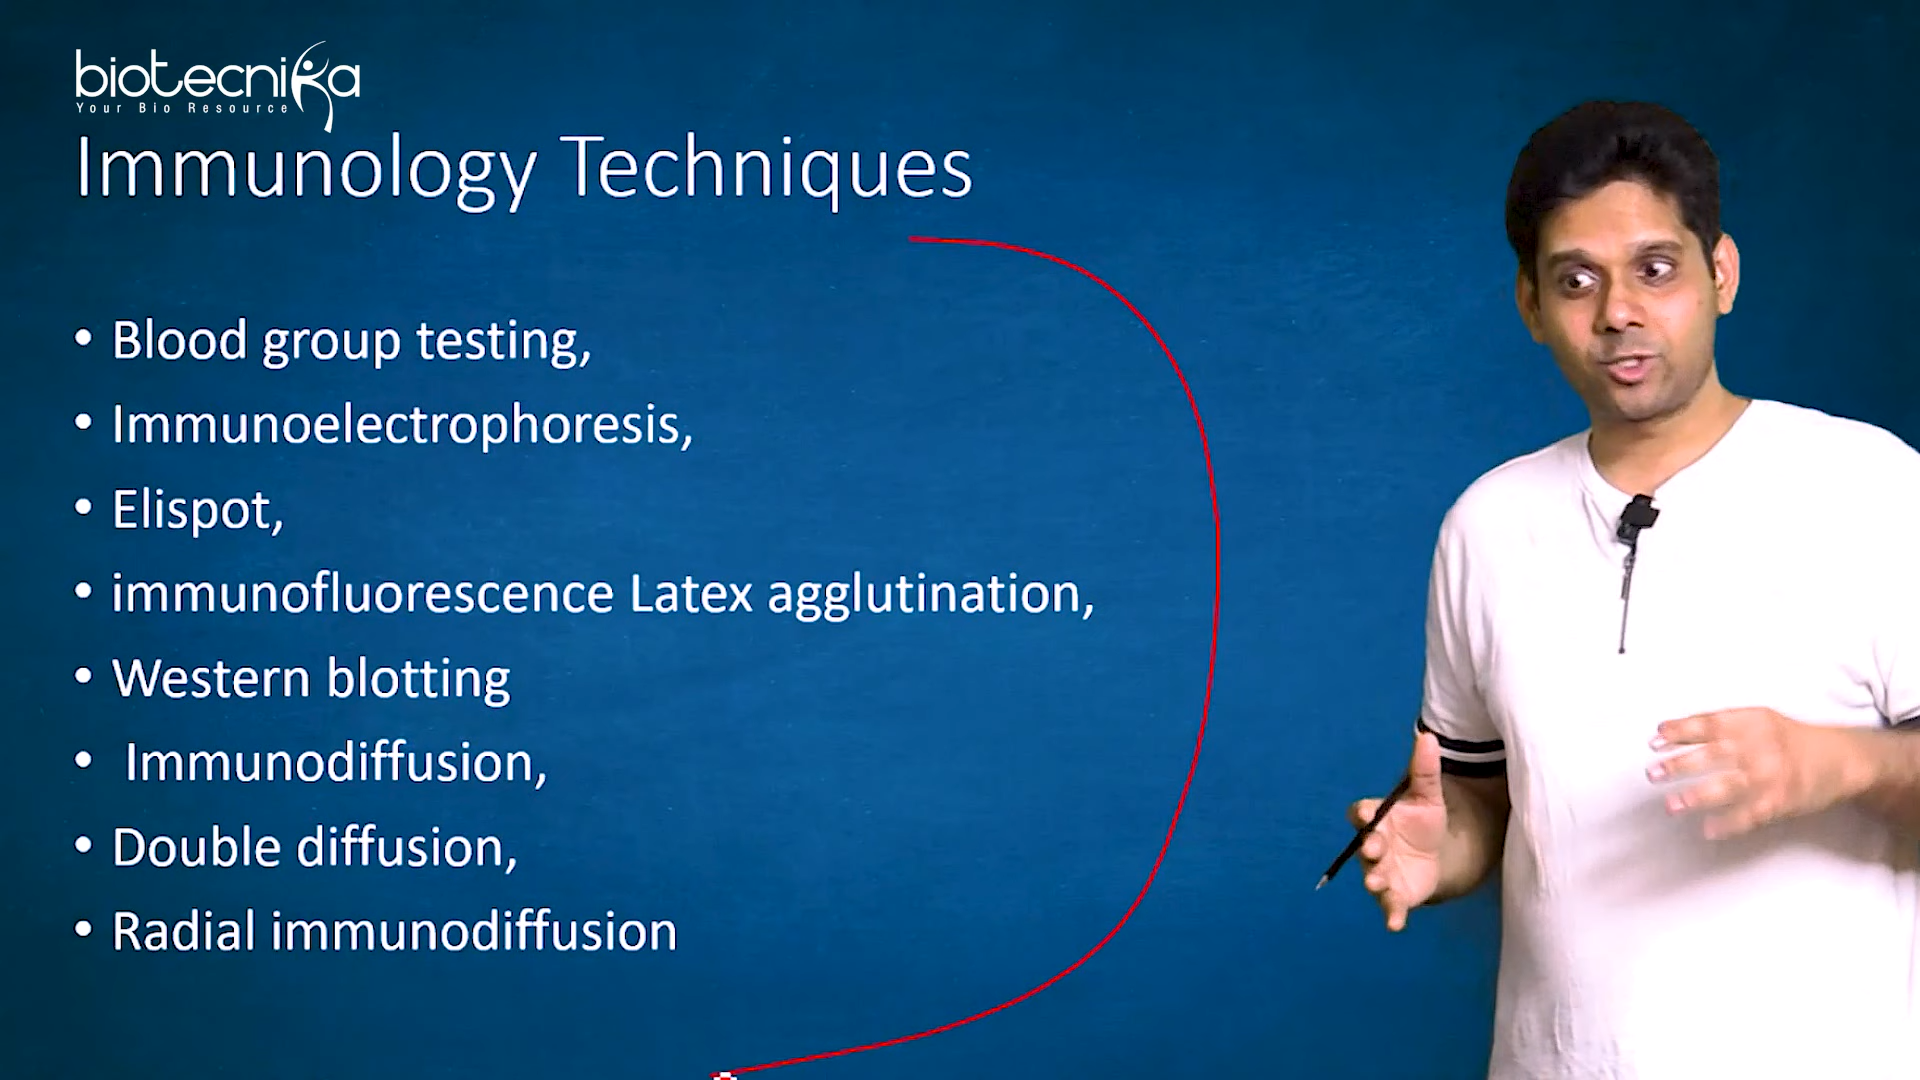 biotecnika
Your Bio Resource
Immunology Techniques
• Blood group testing,
• Immunoelectrophoresis,
• Elispot,
• immunofluorescence Latex agglutination,
• Western blotting
• Immunodiffusion,
• Double diffusion,
• Radial immunodiffusion